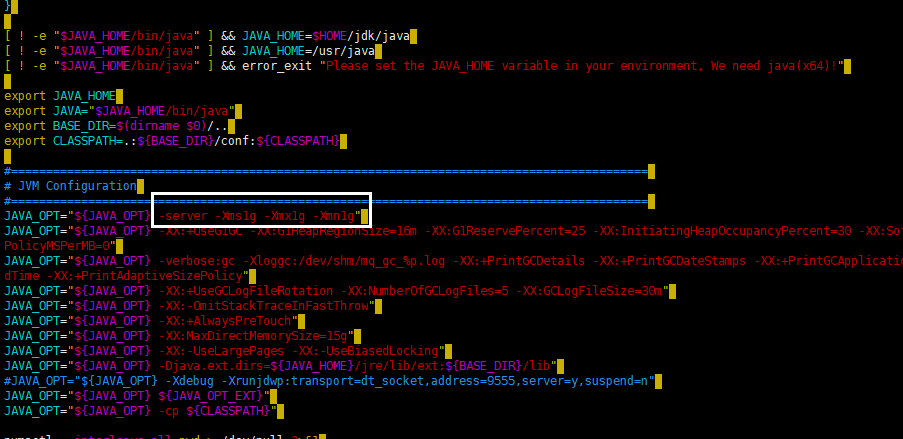 }
[ ! -e "$JAVA_HOME/bin/java" ] && JAVA_HOME=$HOME/jdk/java
[ ! -e "$JAVA_HOME/bin/java" ] && JAVA_HOME=/usr/java
[ ! -e "$JAVA_HOME/bin/java" ] && error_exit "Please set the JAVA_HOME variable in your environment, We need java(x64)!"
export JAVA_HOME
export JAVA="$JAVA_HOME/bin/java"
export BASE_DIR=$(dirname $0)/..
export CLASSPATH=.:${BASE_DIR}/conf:${CLASSPATH}
#===========================================================================================
# JVM Configuration
#===========================================================================================
JAVA_OPT="${JAVA_OPT} -server -Xms1g -Xmx1g -Xmn1g"
JAVA_OPT="${JAVA_OPT} -XX:+UseG1GC -XX:G1HeapRegionSize=16m -XX:G1ReservePercent=25 -XX:InitiatingHeapOccupancyPercent=30 -XX:So
PolicyMSPerMB=0"
JAVA_OPT="${JAVA_OPT} -verbose:gc -Xloggc:/dev/shm/mq_gc_%p.log -XX:+PrintGCDetails -XX:+PrintGCDateStamps -XX:+PrintGCApplicatio
dTime -XX:+PrintAdaptiveSizePolicy"
JAVA_OPT="${JAVA_OPT} -XX:+UseGCLogFileRotation -XX:NumberOfGCLogFiles=5 -XX:GCLogFileSize=30m"
JAVA_OPT="${JAVA_OPT} -XX:-OmitStackTraceInFastThrow"
JAVA_OPT="${JAVA_OPT} -XX:+AlwaysPreTouch"
JAVA_OPT="${JAVA_OPT} -XX:MaxDirectMemorySize=15g"
JAVA_OPT="${JAVA_OPT} -XX:-UseLargePages -XX:-UseBiasedLocking"
JAVA_OPT="${JAVA_OPT} -Djava.ext.dirs=${JAVA_HOME}/jre/lib/ext:${BASE_DIR}/lib"
#JAVA_OPT="${JAVA_OPT} -Xdebug -Xrunjdwp:transport=dt_socket,address=9555,server=y,suspend=n"
JAVA_OPT="${JAVA_OPT} ${JAVA_OPT_EXT}"
JAVA_OPT="${JAVA_OPT} -cp ${CLASSPATH}"